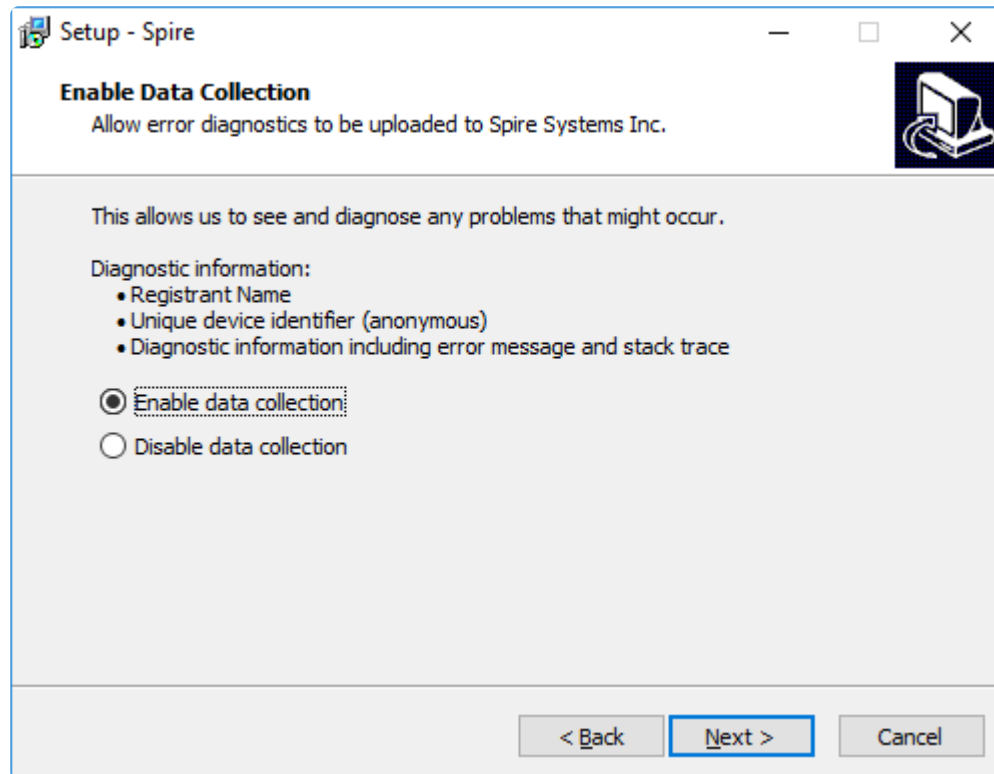 Setup - Spire
Enable Data Collection
Allow error diagnostics to be uploaded to Spire Systems Inc.
This allows us to see and diagnose any problems that might occur.
Diagnostic information:
• Registrant Name
• Unique device identifier (anonymous)
• Diagnostic information including error message and stack trace
Enable data collection
Disable data collection
< Back Next > Cancel